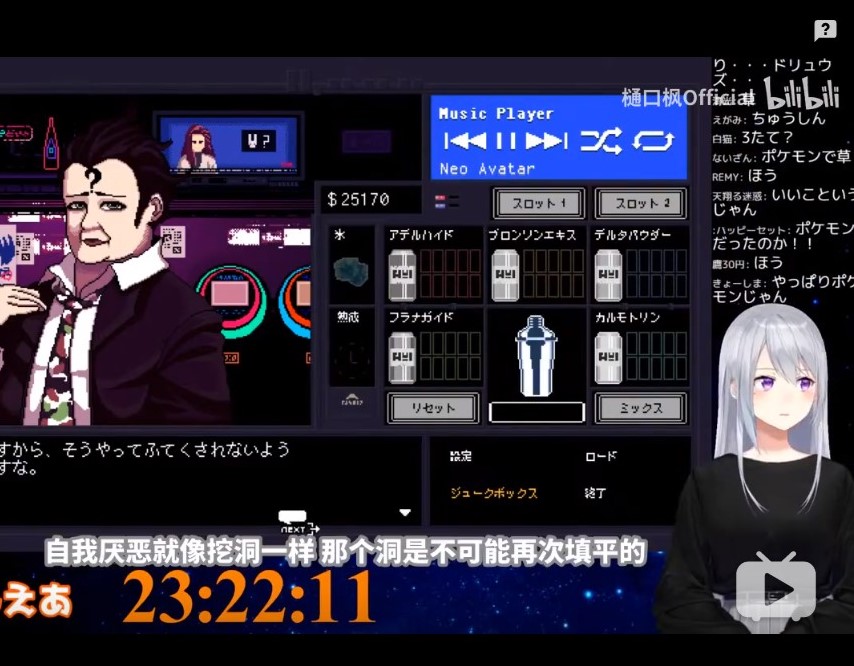 り・・・ドリュウ
ズ・・
樋口枫Official
bilibili
草
えがみ: ちゅうしん
白猫: 3たて？
ないざん: ポケモンで草
REMY: ほう
天翔る迷惑: いいこという
じゃん
:ハッピーセット: ポケモン
だったのか！！
鷹30円: ほう
きょーしま: やっぱりポケ
モンじゃん
Music Player
Neo Avatar
$25170
スロット 1
スロット 2
氷
アデルハイド
ブロンソンエキス
デルタパウダー
熟成
フラナガイド
カルモトリン
リセット
ミックス
すから、そうやってふてくされないよう
すな。
設定
ロード
ジュークボックス
終了
NEXT
自我厌恶就像挖洞一样 那个洞是不可能再次填平的
えあ
23:22:11